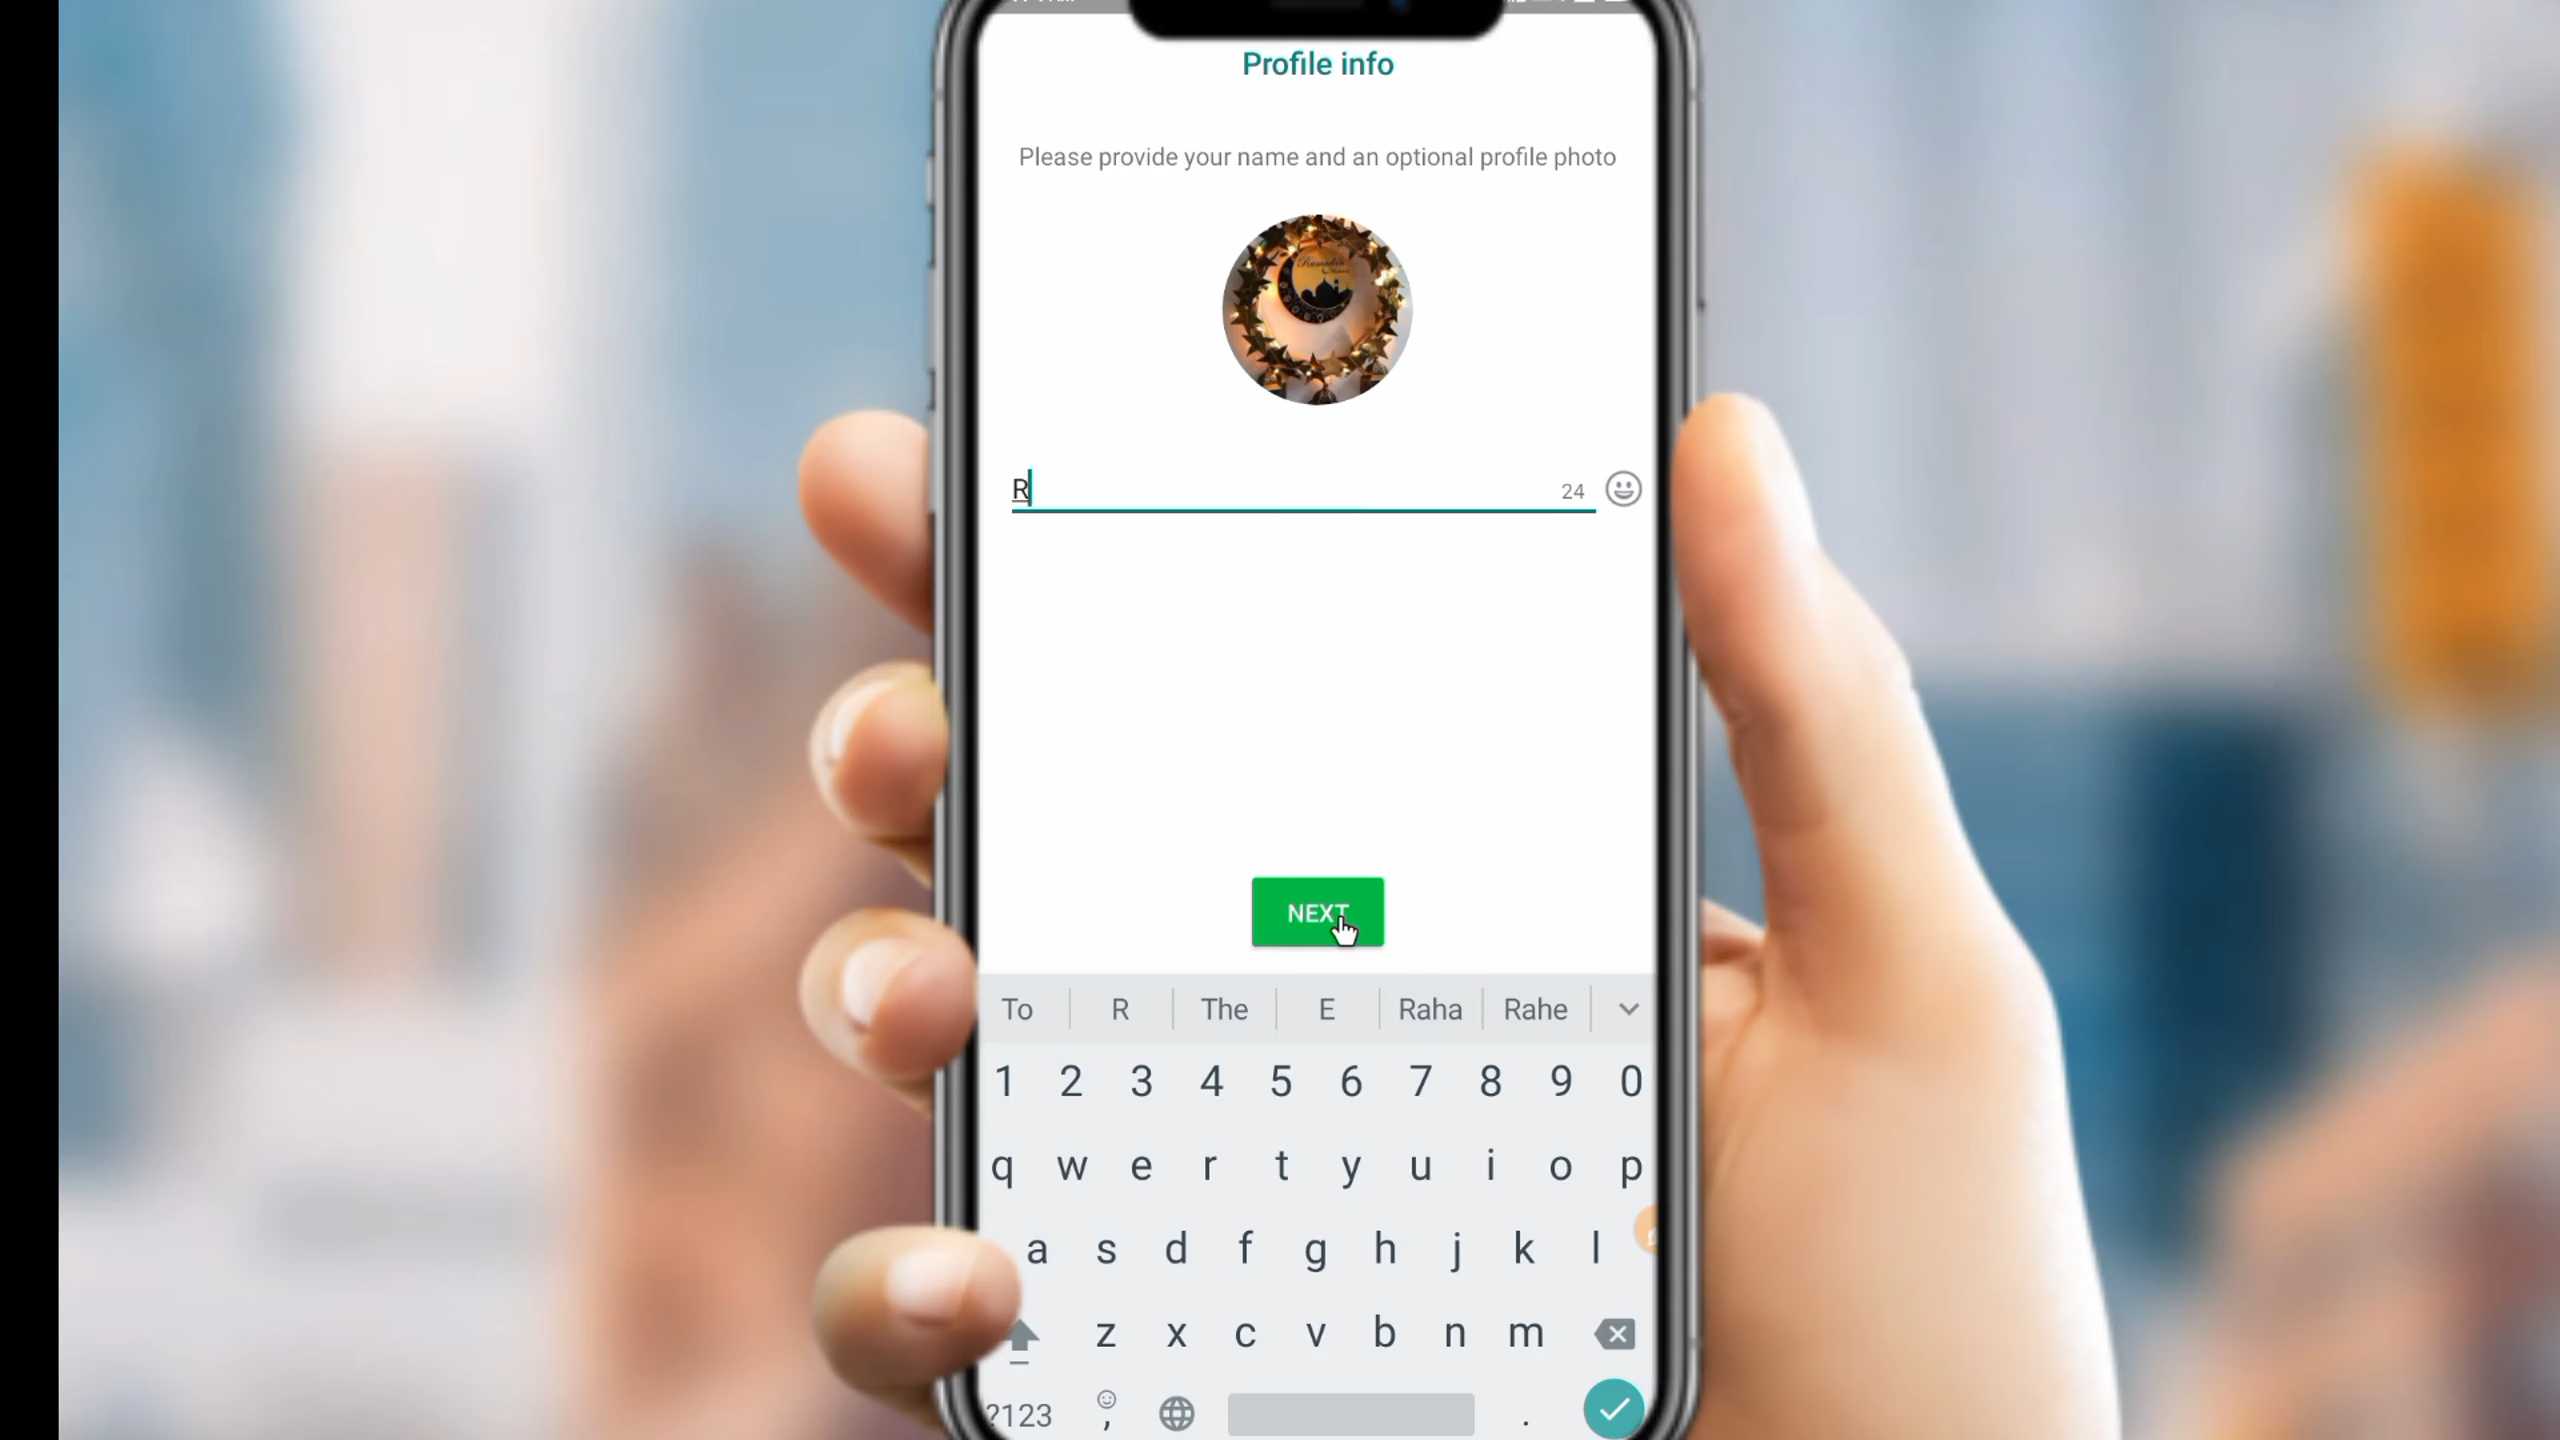 Profile info
Please provide your name and an optional profile photo
Ramadan
R 24
NEXT
To R The E Raha Rahe
1 2 3 4 5 6 7 8 9 0
q w e r t y u i o p
a s d f g h j k l
z x c v b n m
?123 , .